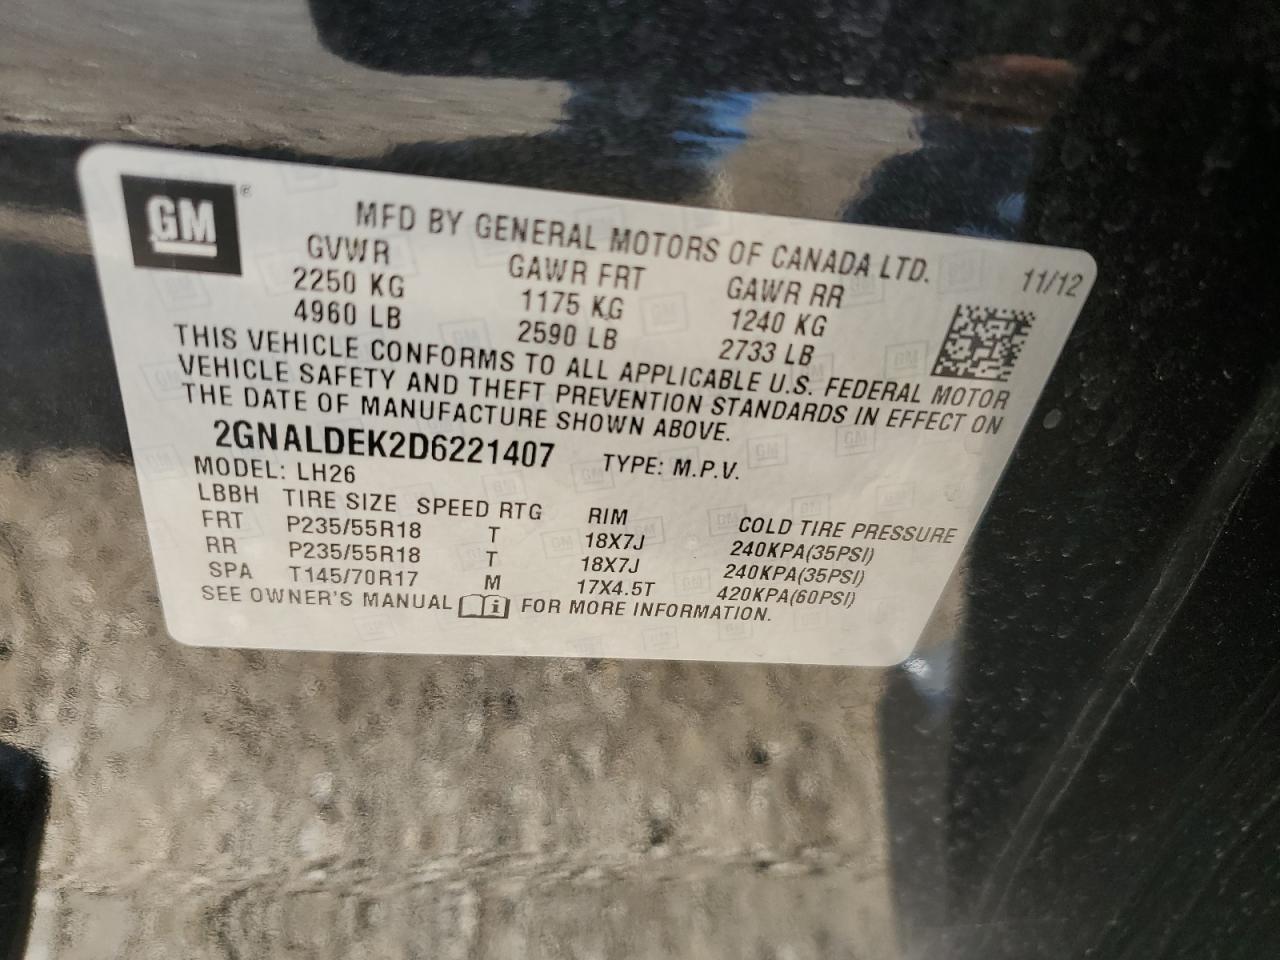 GM ®
MFD BY GENERAL MOTORS OF CANADA LTD.
11/12
GVWR GAWR FRT GAWR RR
2250 KG 1175 KG 1240 KG
4960 LB 2590 LB 2733 LB
THIS VEHICLE CONFORMS TO ALL APPLICABLE U.S. FEDERAL MOTOR
VEHICLE SAFETY AND THEFT PREVENTION STANDARDS IN EFFECT ON
THE DATE OF MANUFACTURE SHOWN ABOVE.
2GNALDEK2D6221407 TYPE: M.P.V.
MODEL: LH26
LBBH TIRE SIZE SPEED RTG RIM COLD TIRE PRESSURE
FRT P235/55R18 T 18X7J 240KPA(35PSI)
RR P235/55R18 T 18X7J 240KPA(35PSI)
SPA T145/70R17 M 17X4.5T 420KPA(60PSI)
SEE OWNER'S MANUAL i FOR MORE INFORMATION.